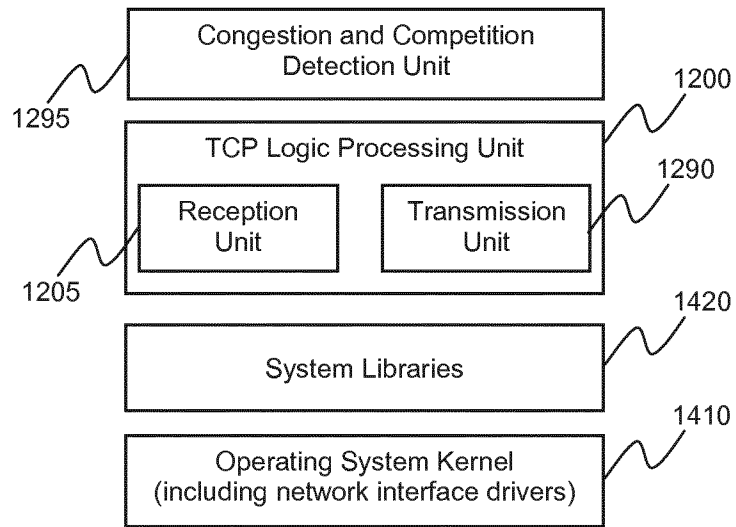 Congestion and Competition
Detection Unit
1295
1200
TCP Logic Processing Unit
1290
Reception
Unit
Transmission
Unit
1205
1420
System Libraries
1410
Operating System Kernel
(including network interface drivers)